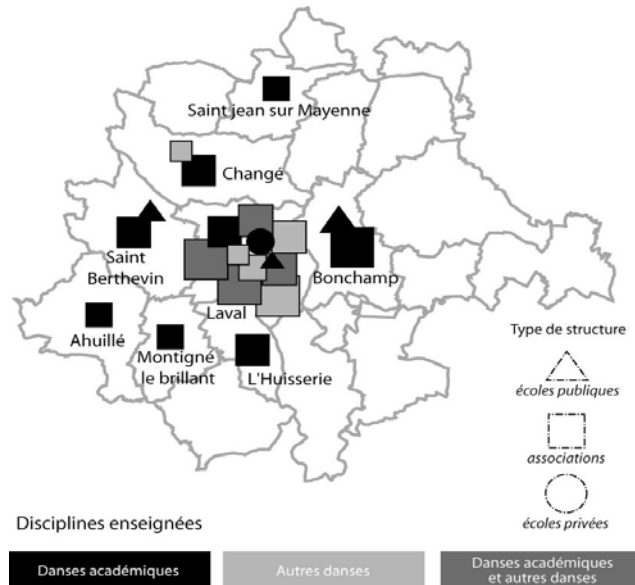 Saint jean sur Mayenne
Changé
Saint
Berthevin
Bonchamp
Laval
Ahuillé
Montigné
le brillant
L'Huisserie
Type de structure
écoles publiques
associations
écoles privées
Disciplines enseignées
Danses académiques
Autres danses
Danses académiques
et autres danses